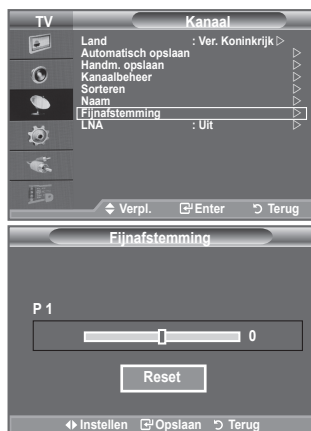 TV
Kanaal
Land : Ver. Koninkrijk
Automatisch opslaan
Handm. opslaan
Kanaalbeheer
Sorteren
Naam
Fijnafstemming
LNA : Uit
Verpl. Enter Terug
Fijnafstemming
P 1
0
Reset
Instellen Opslaan Terug